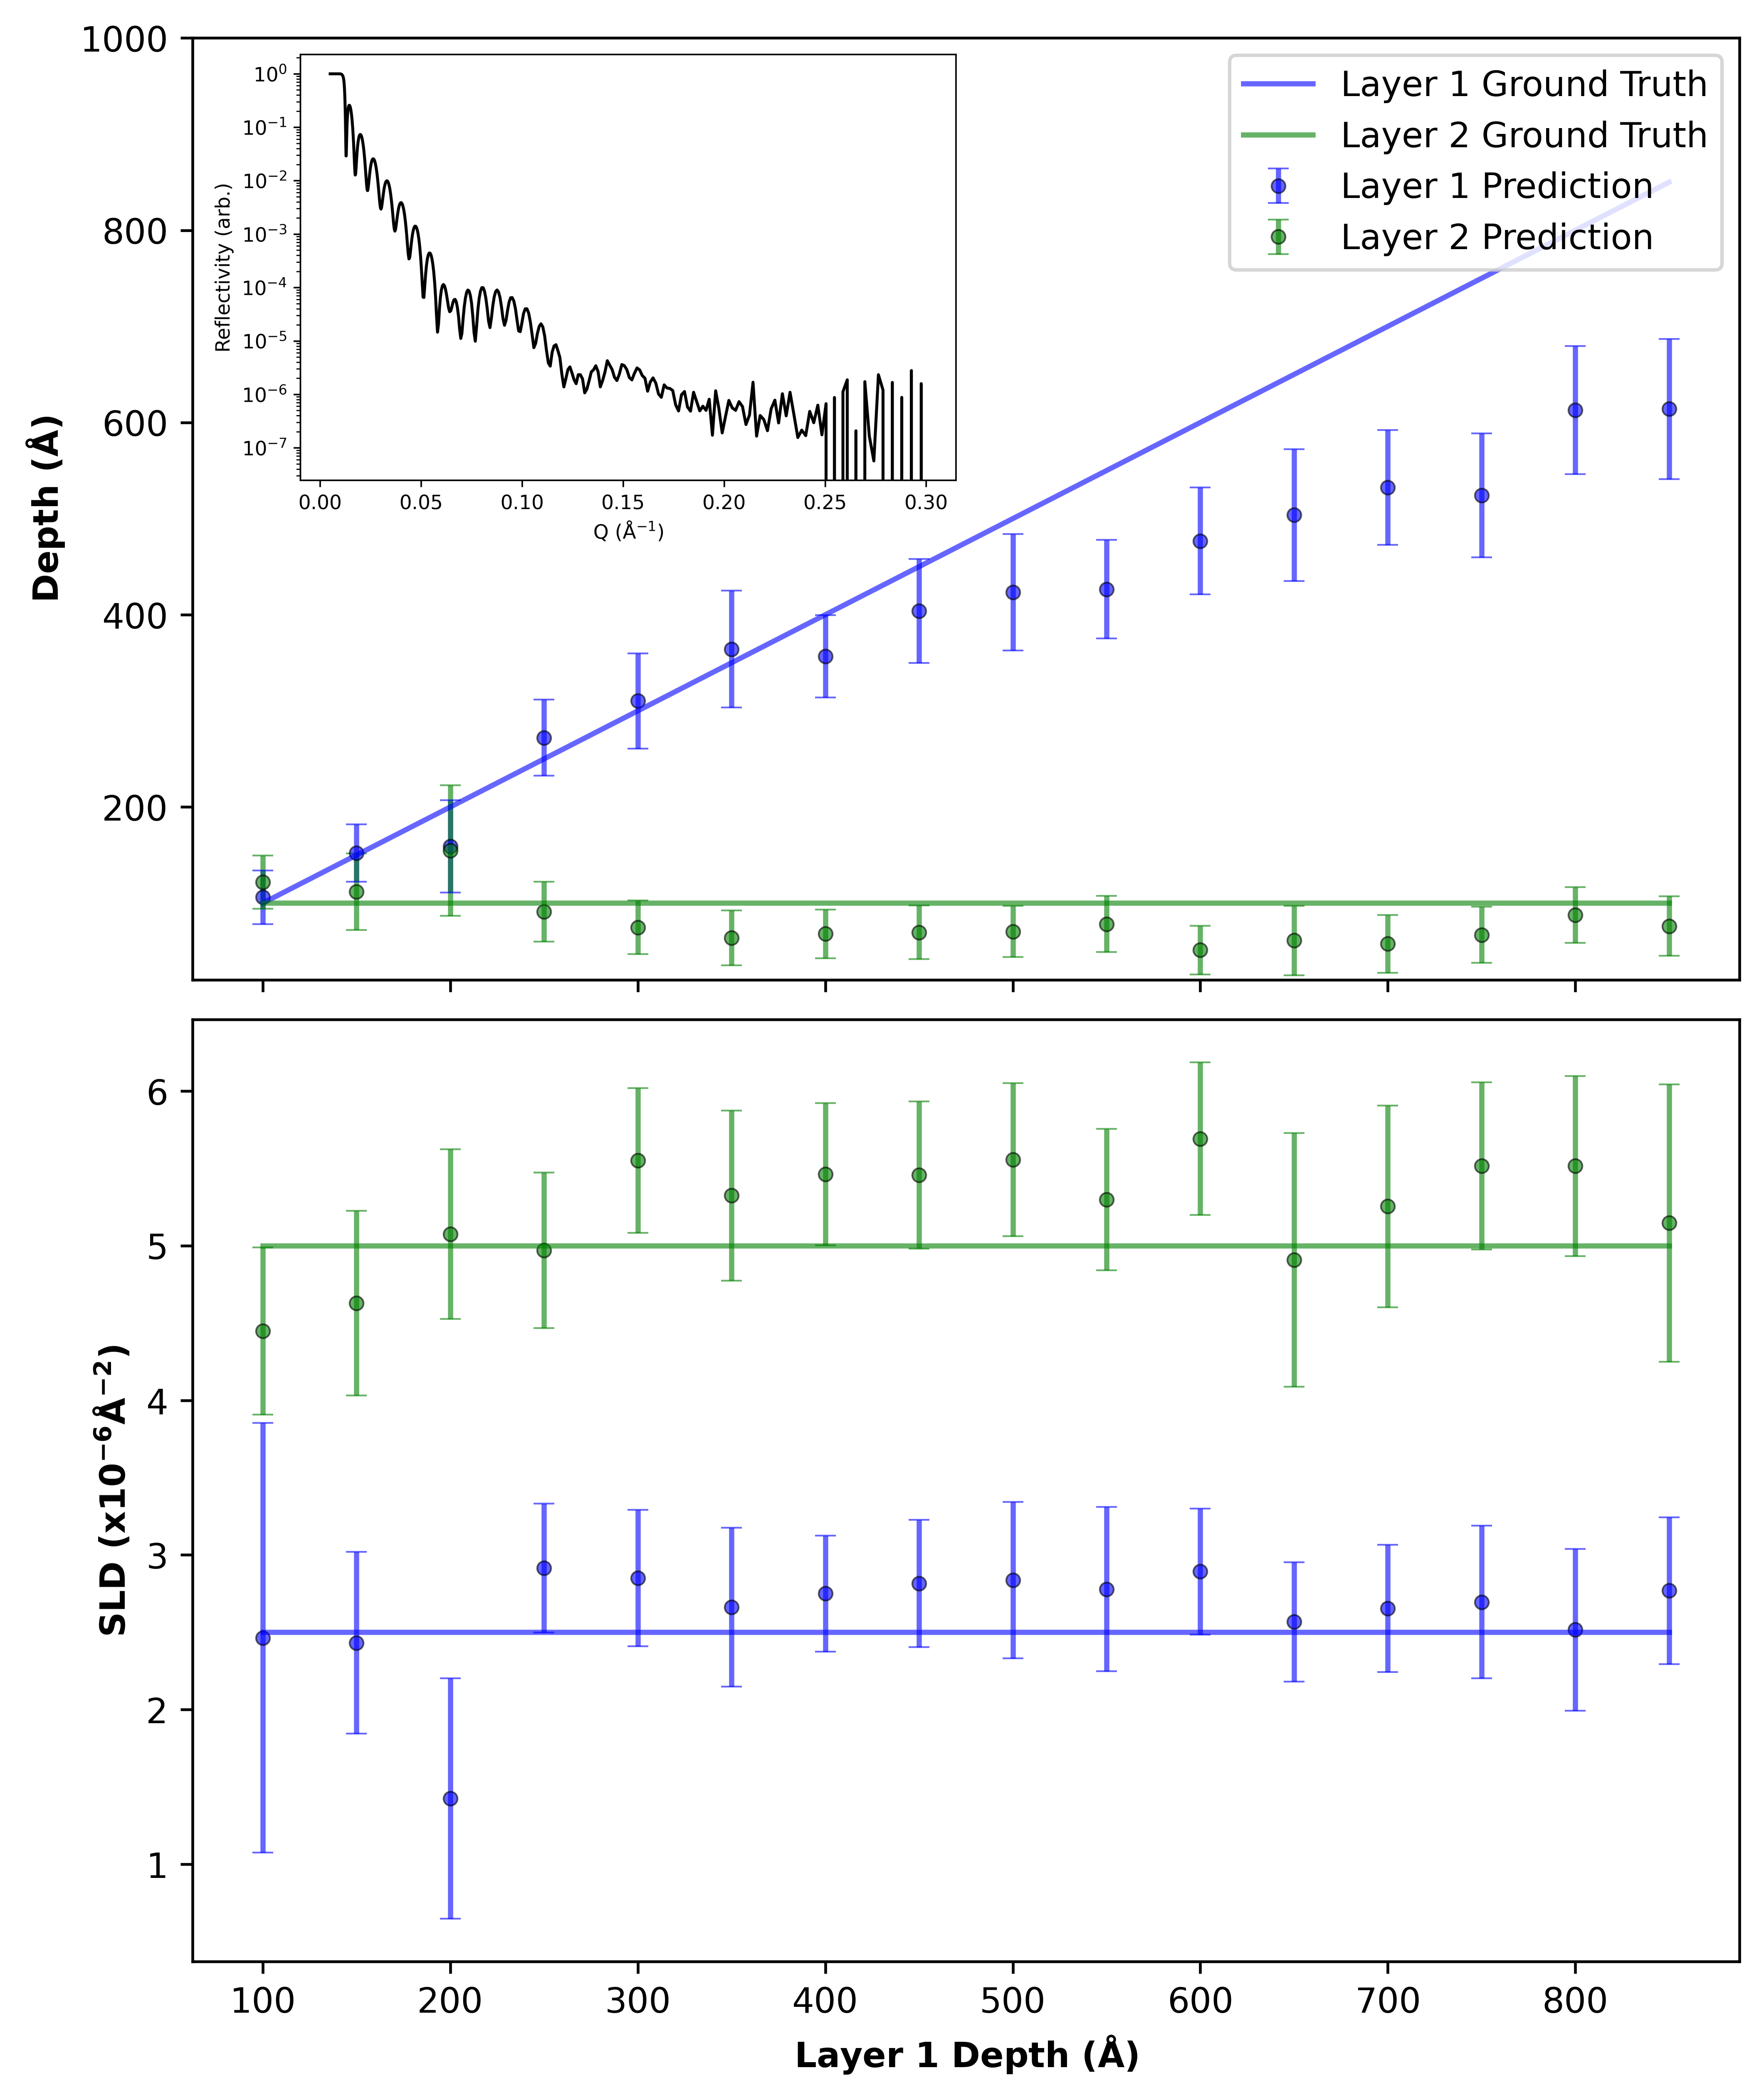 1000
800
600
400
200
Depth (Å)
10⁰
10⁻¹
10⁻²
10⁻³
10⁻⁴
10⁻⁵
10⁻⁶
10⁻⁷
Reflectivity (arb.)
0.00 0.05 0.10 0.15 0.20 0.25 0.30
Q (Å⁻¹)
Layer 1 Ground Truth
Layer 2 Ground Truth
Layer 1 Prediction
Layer 2 Prediction
6
5
4
3
2
1
SLD (x10⁻⁶Å⁻²)
100 200 300 400 500 600 700 800
Layer 1 Depth (Å)